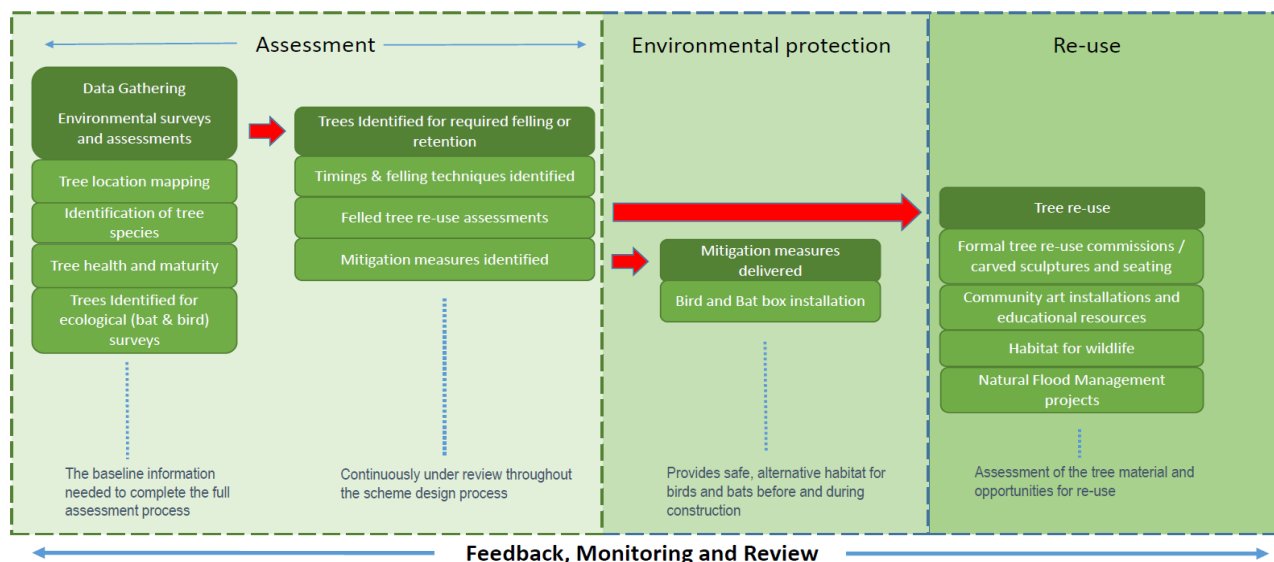 Assessment
Environmental protection
Re-use
Data Gathering
Environmental surveys
and assessments
Tree location mapping
Identification of tree
species
Tree health and maturity
Trees Identified for
ecological (bat & bird)
surveys
Trees Identified for required felling or
retention
Timings & felling techniques identified
Felled tree re-use assessments
Mitigation measures identified
Mitigation measures
delivered
Bird and Bat box installation
Tree re-use
Formal tree re-use commissions /
carved sculptures and seating
Community art installations and
educational resources
Habitat for wildlife
Natural Flood Management
projects
The baseline information
needed to complete the full
assessment process
Continuously under review throughout
the scheme design process
Provides safe, alternative habitat for
birds and bats before and during
construction
Assessment of the tree material and
opportunities for re-use
Feedback, Monitoring and Review